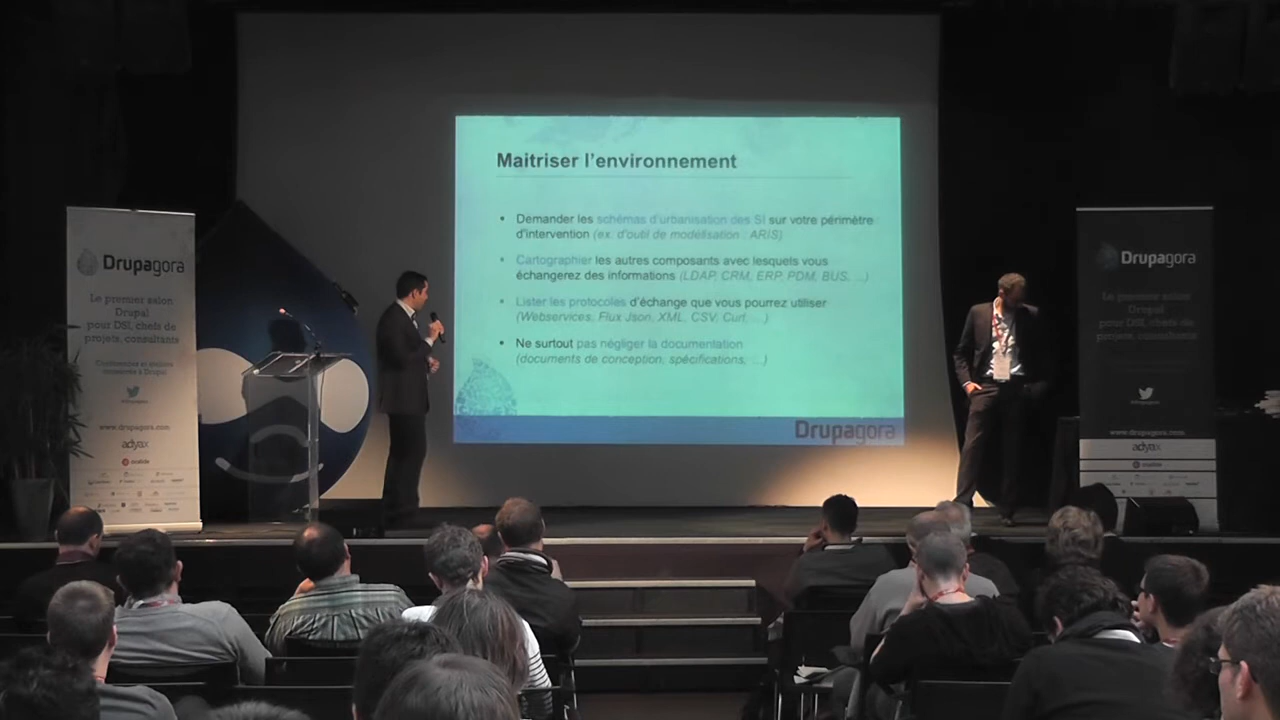 Maitriser l'environnement
Demander les schémas d'urbanisation des SI sur votre périmètre
d'intervention (ex. d'outil de modélisation : ARIS)
Cartographier les autres composants avec lesquels vous
échangerez des informations (LDAP, CRM, ERP, PDM, BUS, ...)
Lister les protocoles d'échange que vous pourrez utiliser
(Webservices, Flux Json, XML, CSV, Curl, ...)
Ne surtout pas négliger la documentation
(documents de conception, spécifications, ...)
Drupagora
Drupagora
Le premier salon
Drupal
pour DSI, chefs de
projets, consultants
www.drupagora.com
adyax
Drupagora
Le premier salon
Drupal
pour DSI, chefs de
projets, consultants
www.drupagora.com
adyax